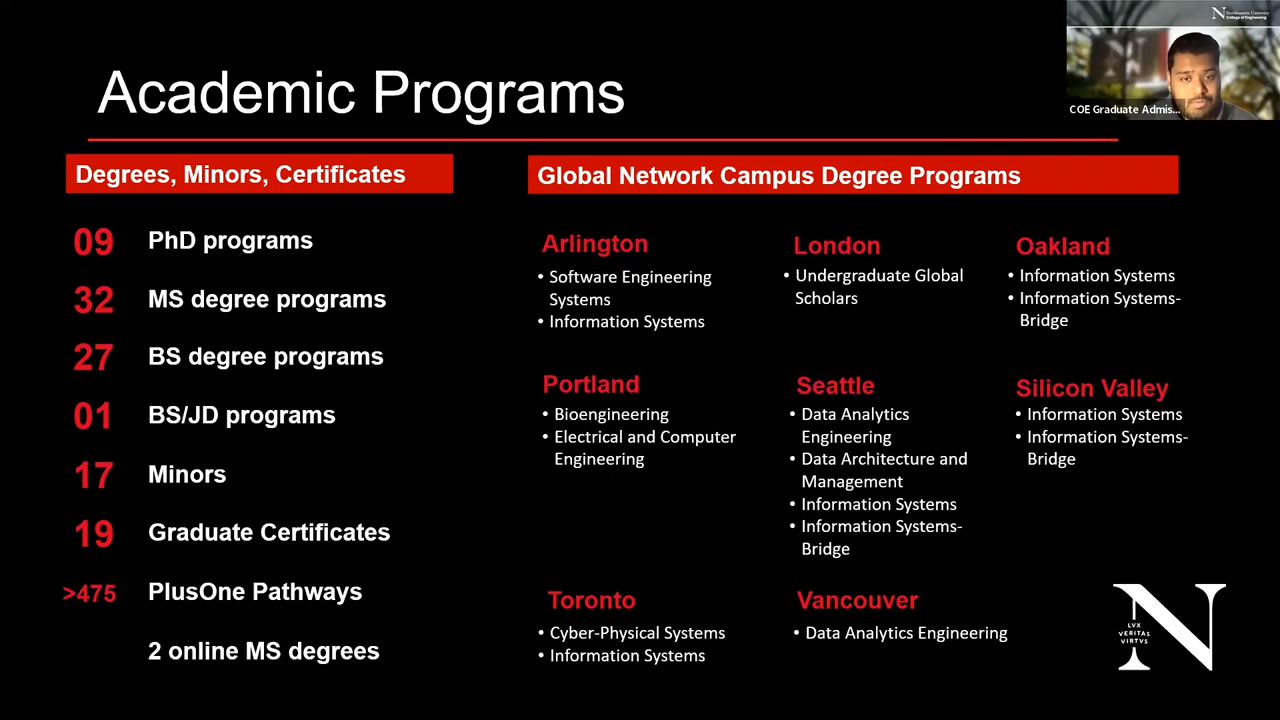 Northeastern University
College of Engineering
COE Graduate Admis...
Academic Programs
Degrees, Minors, Certificates
09 PhD programs
32 MS degree programs
27 BS degree programs
01 BS/JD programs
17 Minors
19 Graduate Certificates
>475 PlusOne Pathways
2 online MS degrees
Global Network Campus Degree Programs
Arlington
• Software Engineering
Systems
• Information Systems
London
• Undergraduate Global
Scholars
Oakland
• Information Systems
• Information Systems-
Bridge
Portland
• Bioengineering
• Electrical and Computer
Engineering
Seattle
• Data Analytics
Engineering
• Data Architecture and
Management
• Information Systems
• Information Systems-
Bridge
Silicon Valley
• Information Systems
• Information Systems-
Bridge
Toronto
• Cyber-Physical Systems
• Information Systems
Vancouver
• Data Analytics Engineering
N
LVX
VERITAS
VIRTVS